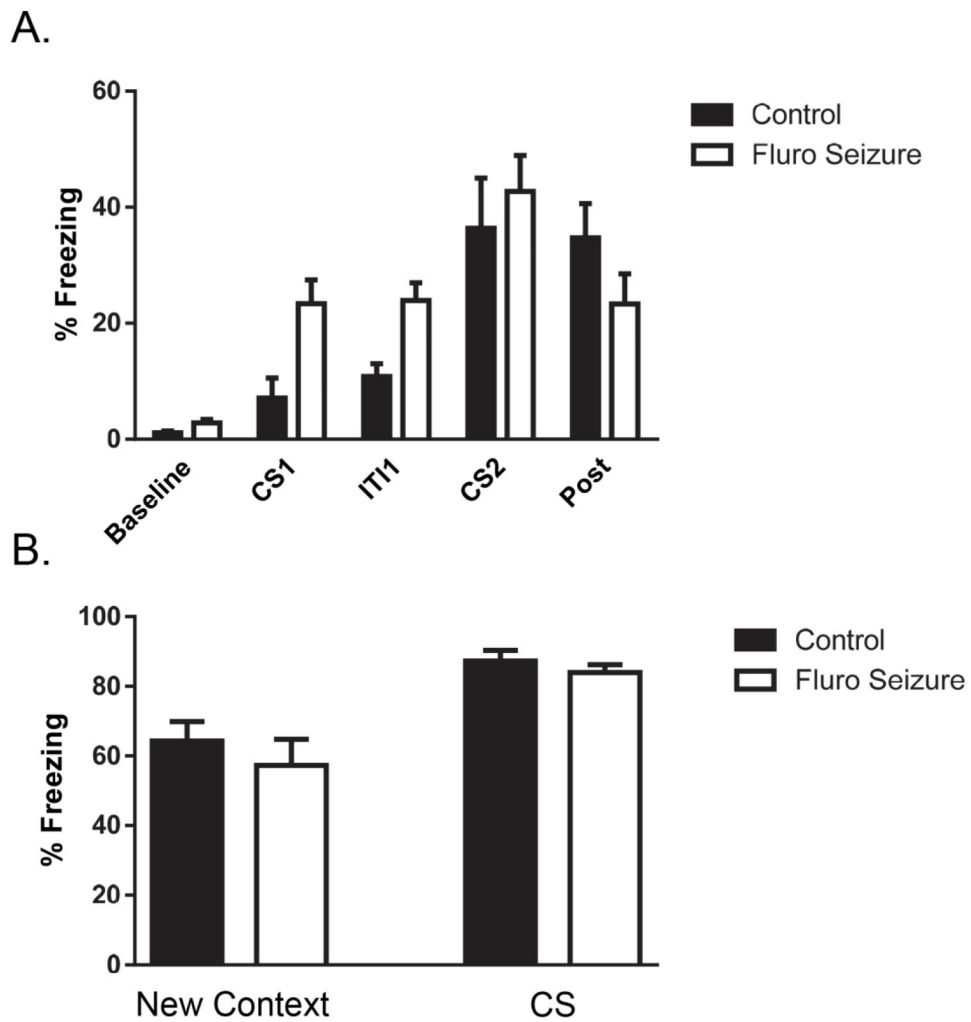 A.
60
40
20
0
% Freezing
Control
Fluro Seizure
Baseline
CS1
ITI1
CS2
Post
B.
100
80
60
40
20
0
% Freezing
Control
Fluro Seizure
New Context
CS